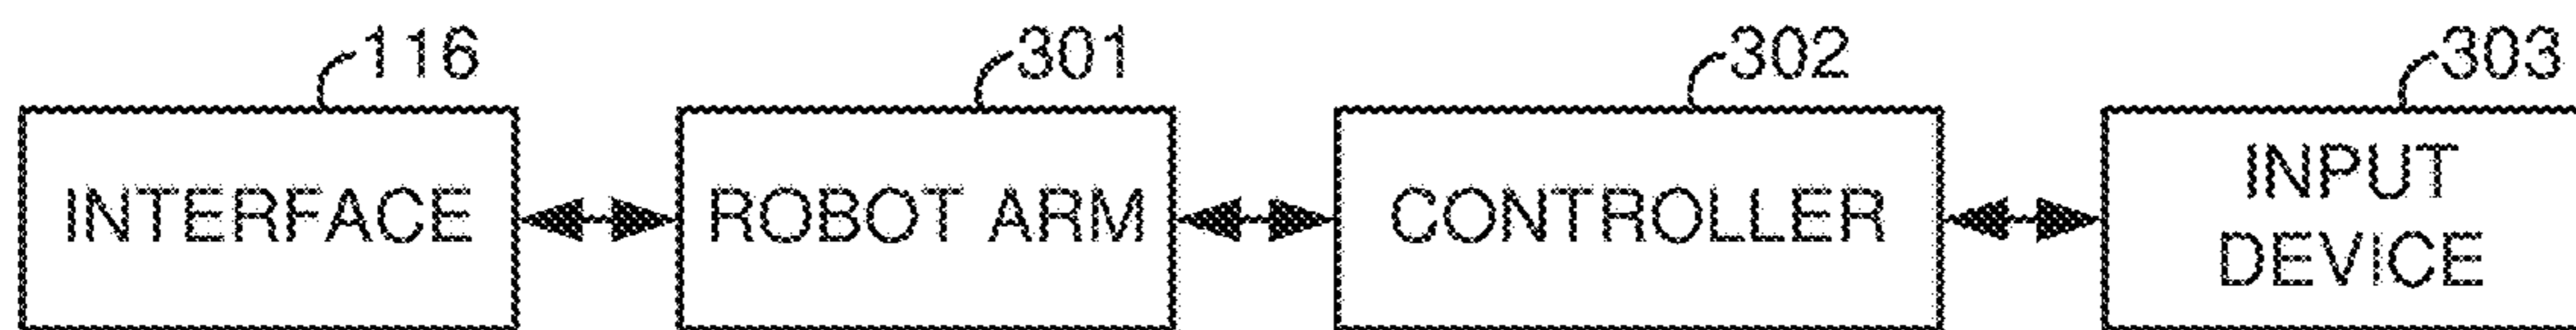 116
301
302
303
INTERFACE
ROBOT ARM
CONTROLLER
INPUT
DEVICE